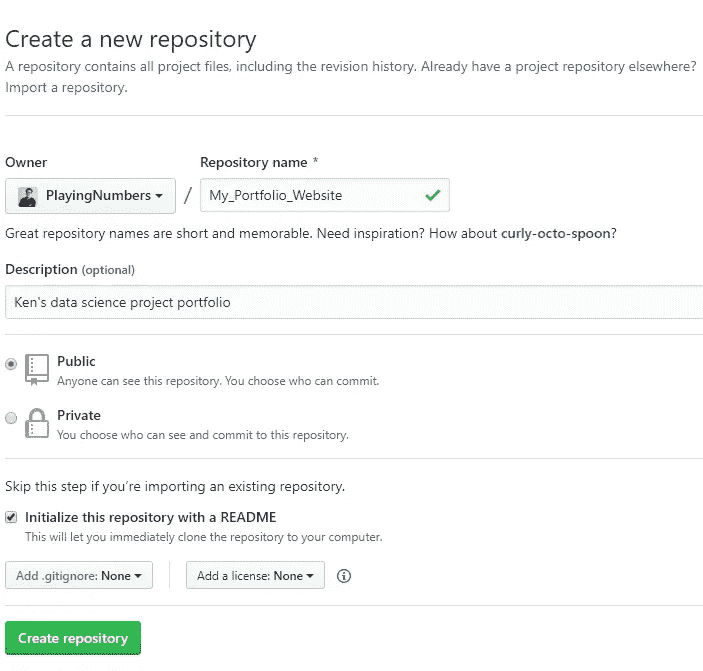 Create a new repository
A repository contains all project files, including the revision history. Already have a project repository elsewhere?
Import a repository.
Owner
Repository name *
PlayingNumbers
/
My_Portfolio_Website
Great repository names are short and memorable. Need inspiration? How about curly-octo-spoon?
Description (optional)
Ken's data science project portfolio
Public
Anyone can see this repository. You choose who can commit.
Private
You choose who can see and commit to this repository.
Skip this step if you're importing an existing repository.
Initialize this repository with a README
This will let you immediately clone the repository to your computer.
Add .gitignore: None
Add a license: None
Create repository